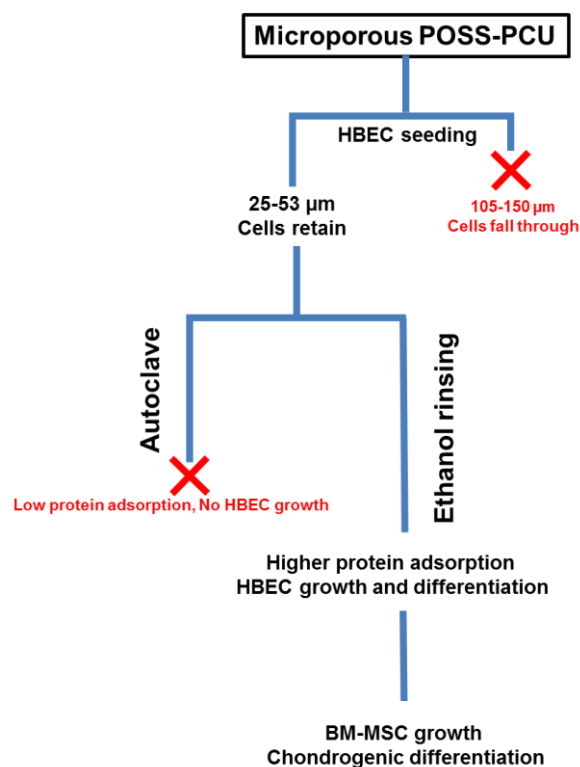 Microporous POSS-PCU
HBEC seeding
25-53 µm
Cells retain
105-150 µm
Cells fall through
Autoclave
Ethanol rinsing
Low protein adsorption, No HBEC growth
Higher protein adsorption
HBEC growth and differentiation
BM-MSC growth
Chondrogenic differentiation